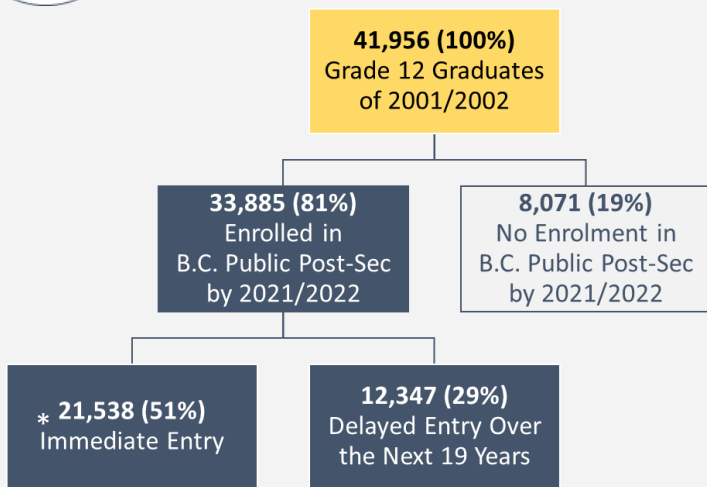 41,956 (100%)
Grade 12 Graduates
of 2001/2002
33,885 (81%)
Enrolled in
B.C. Public Post-Sec
by 2021/2022
8,071 (19%)
No Enrolment in
B.C. Public Post-Sec
by 2021/2022
* 21,538 (51%)
Immediate Entry
12,347 (29%)
Delayed Entry Over
the Next 19 Years